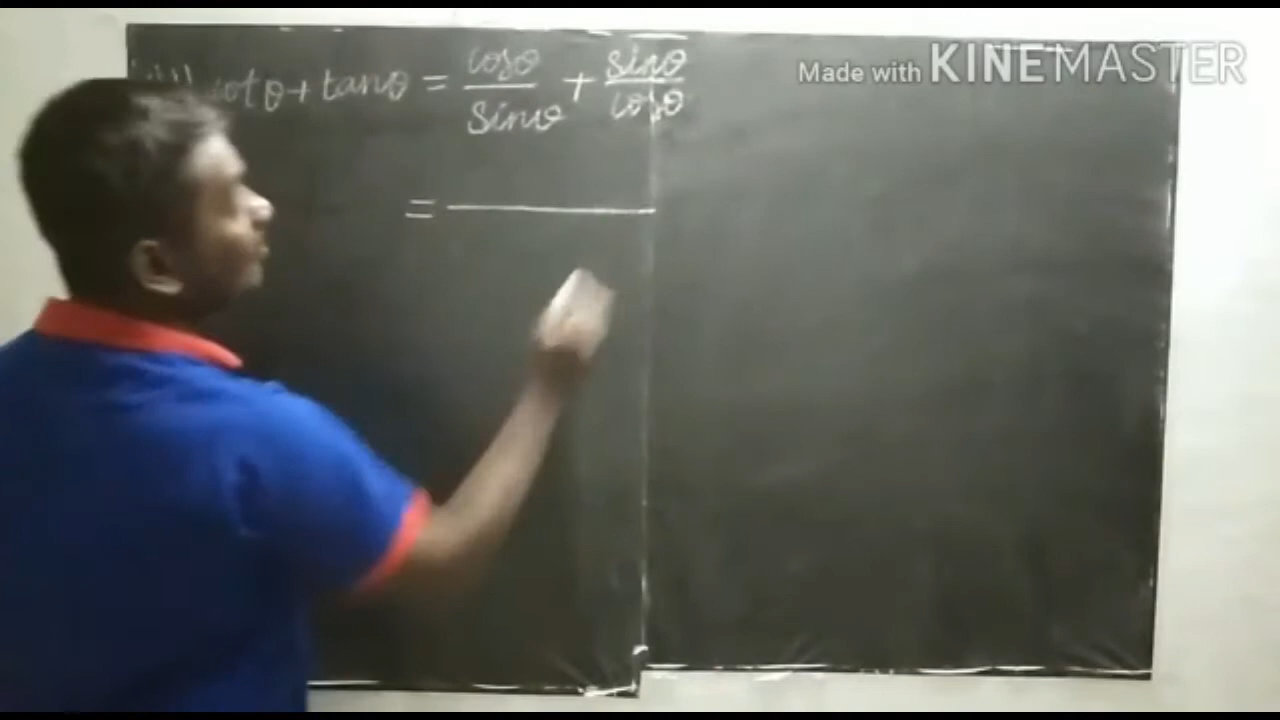 cotθ + tanθ = cosθ/sinθ + sinθ/cosθ
=
Made with KINEMASTER